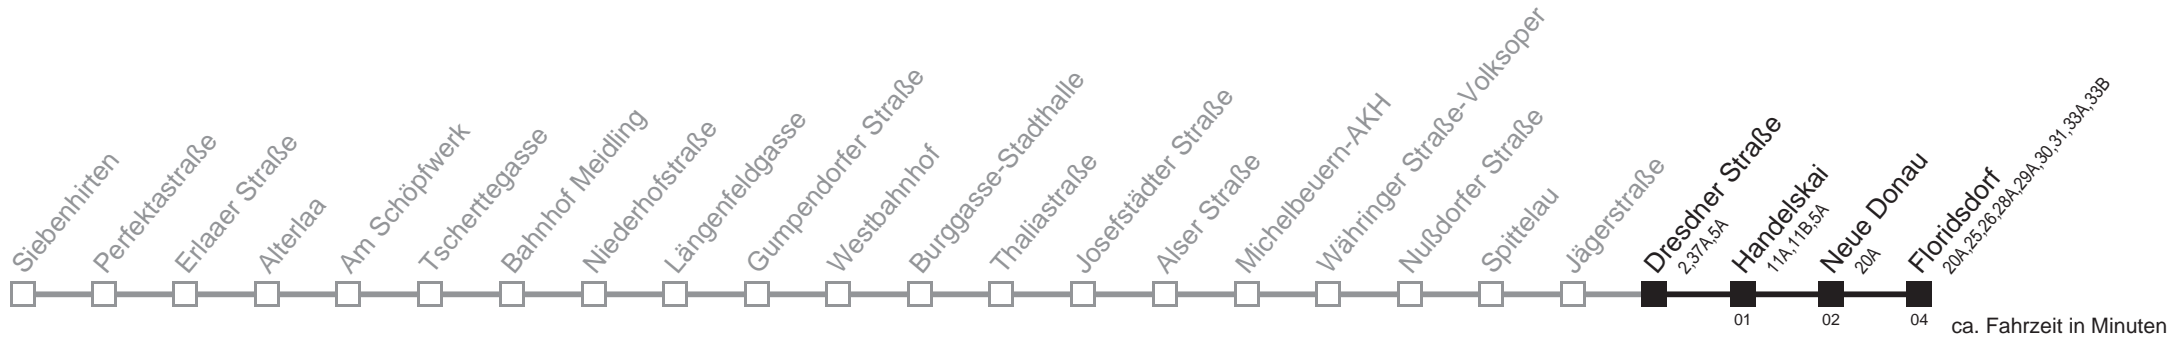 Siebenhirten
Perfektastraße
Erlaaer Straße
Alterlaa
Am Schöpfwerk
Tscherttegasse
Bahnhof Meidling
Niederhofstraße
Längenfeldgasse
Gumpendorfer Straße
Westbahnhof
Burggasse-Stadthalle
Thaliastraße
Josefstädter Straße
Alser Straße
Michelbeuern-AKH
Währinger Straße-Volksoper
Nußdorfer Straße
Spittelau
Jägerstraße
Dresdner Straße
2,37A,5A
Handelskai
11A,11B,5A
Neue Donau
20A
Floridsdorf
20A,25,26,28A,29A,30,31,33A,33B
01
02
04
ca. Fahrzeit in Minuten